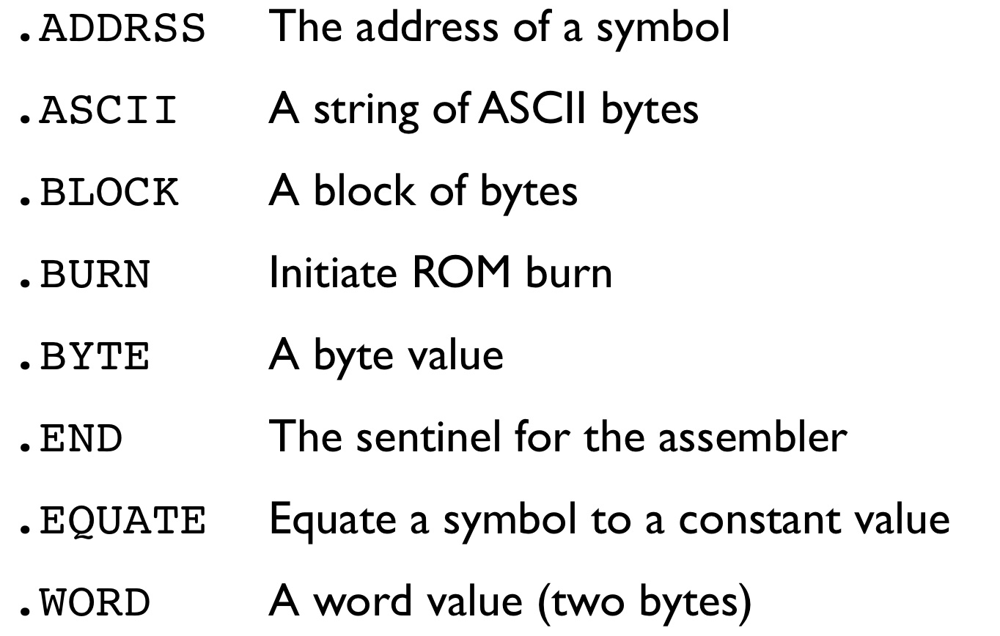 .ADDRSS The address of a symbol
.ASCII A string of ASCII bytes
.BLOCK A block of bytes
.BURN Initiate ROM burn
.BYTE A byte value
.END The sentinel for the assembler
.EQUATE Equate a symbol to a constant value
.WORD A word value (two bytes)